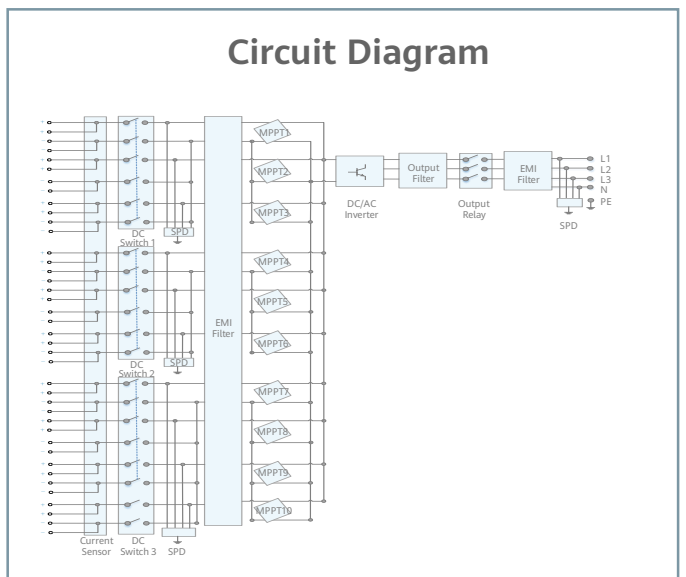 Circuit Diagram
MPPT1
MPPT2
MPPT3
MPPT4
MPPT5
MPPT6
MPPT7
MPPT8
MPPT9
MPPT10
DC
Switch 1
SPD
DC
Switch 2
SPD
EMI
Filter
Current
Sensor
DC
Switch 3
SPD
DC/AC
Inverter
Output
Filter
Output
Relay
EMI
Filter
L1
L2
L3
N
PE
SPD